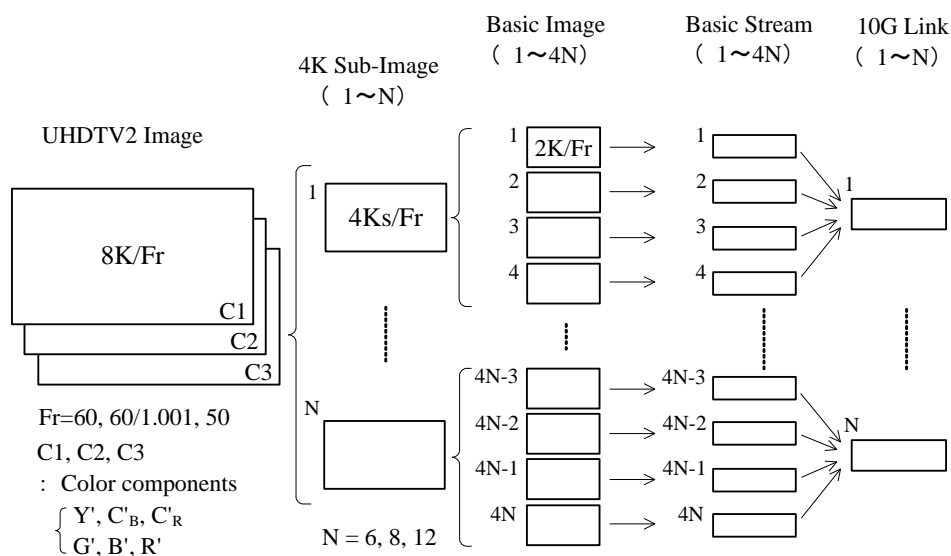 Basic Image
( 1～4N)
Basic Stream
( 1～4N)
10G Link
( 1～N)
4K Sub-Image
( 1～N)
UHDTV2 Image
8K/Fr
C1
C2
C3
Fr=60, 60/1.001, 50
C1, C2, C3
: Color components
Y', C'B, C'R
G', B', R'
1
4Ks/Fr
N
N = 6, 8, 12
1
2K/Fr
2
3
4
4N-3
4N-2
4N-1
4N
1
2
3
4
4N-3
4N-2
4N-1
4N
1
N